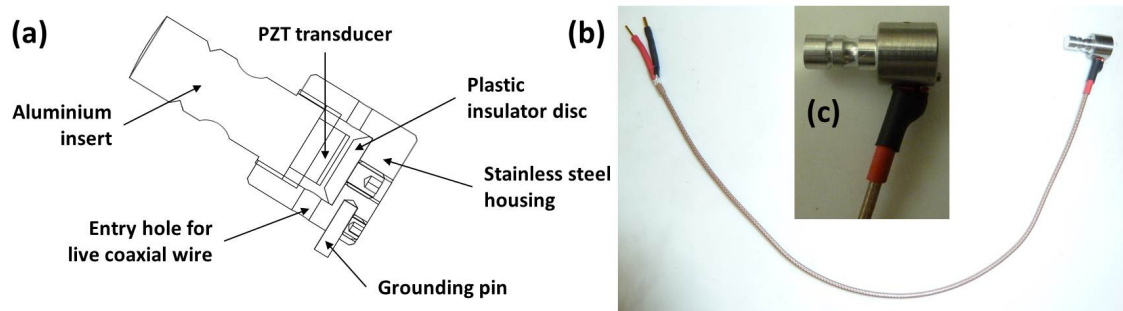 (a)
PZT transducer
Plastic
insulator disc
Aluminium
insert
Stainless steel
housing
Entry hole for
live coaxial wire
Grounding pin
(b)
(c)